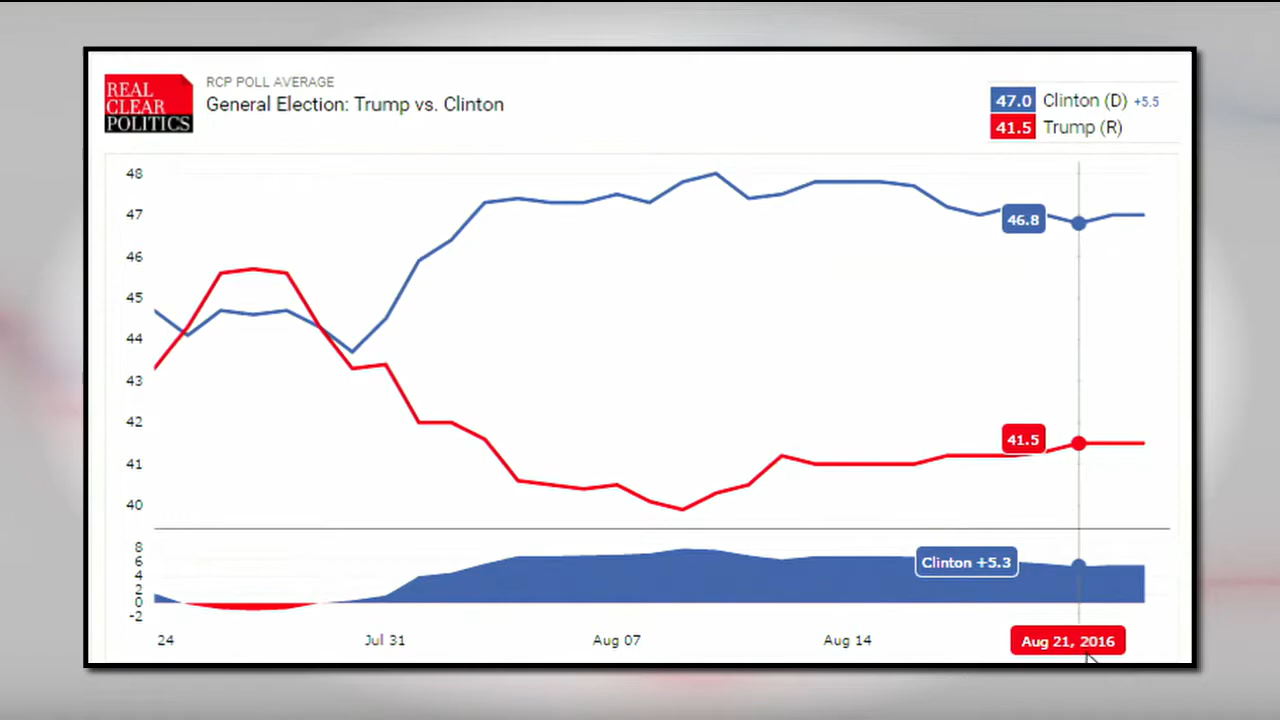 REAL
CLEAR
POLITICS
RCP POLL AVERAGE
General Election: Trump vs. Clinton
47.0 Clinton (D) +5.5
41.5 Trump (R)
48
47
46
45
44
43
42
41
40
46.8
41.5
8
6
4
2
0
-2
Clinton +5.3
24 Jul 31 Aug 07 Aug 14 Aug 21, 2016